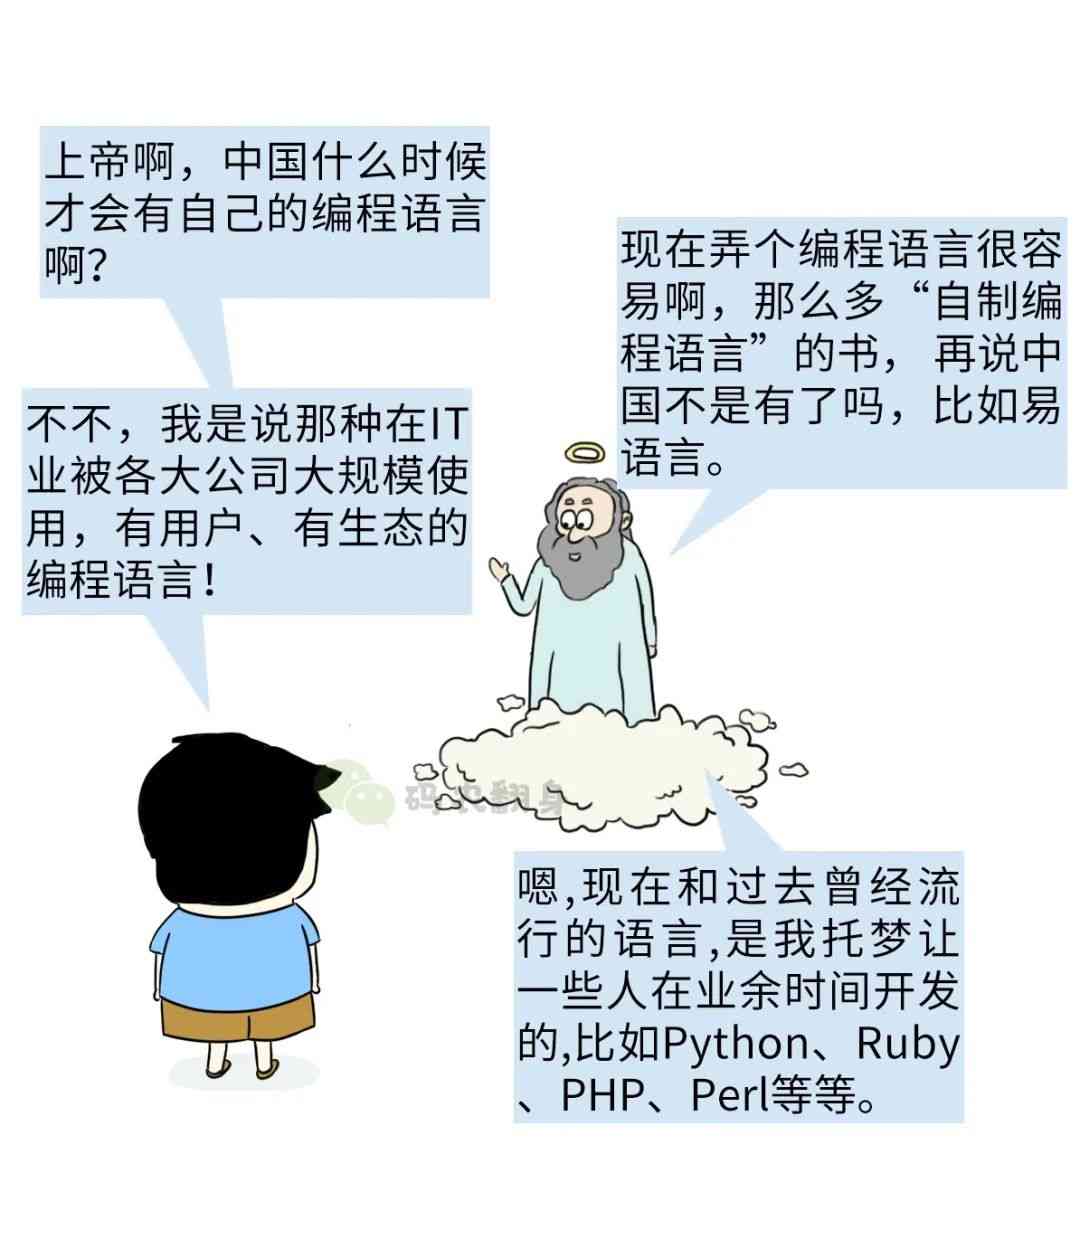 上帝啊，中国什么时候
才会有自己的编程语言
啊？
现在弄个编程语言很容
易啊，那么多“自制编
程语言”的书， 再说中
国不是有了吗，比如易
语言。
不不，我是说那种在IT
业被各大公司大规模使
用，有用户、有生态的
编程语言！
码农翻身
嗯,现在和过去曾经流
行的语言,是我托梦让
一些人在业余时间开发
的,比如Python、Ruby
、PHP、Perl等等。